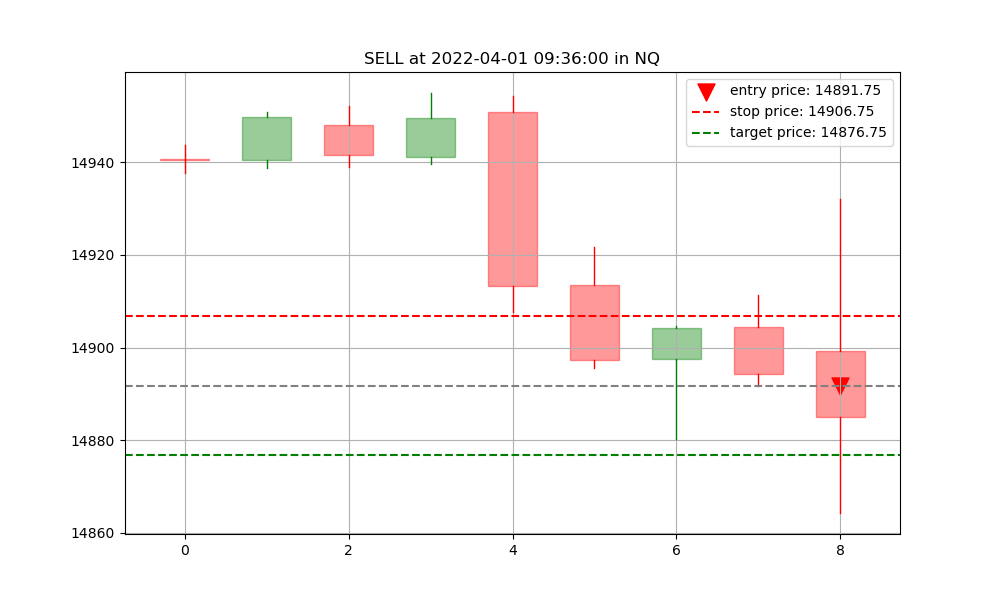 SELL at 2022-04-01 09:36:00 in NQ
entry price: 14891.75
stop price: 14906.75
target price: 14876.75
14940
14920
14900
14880
14860
0 2 4 6 8